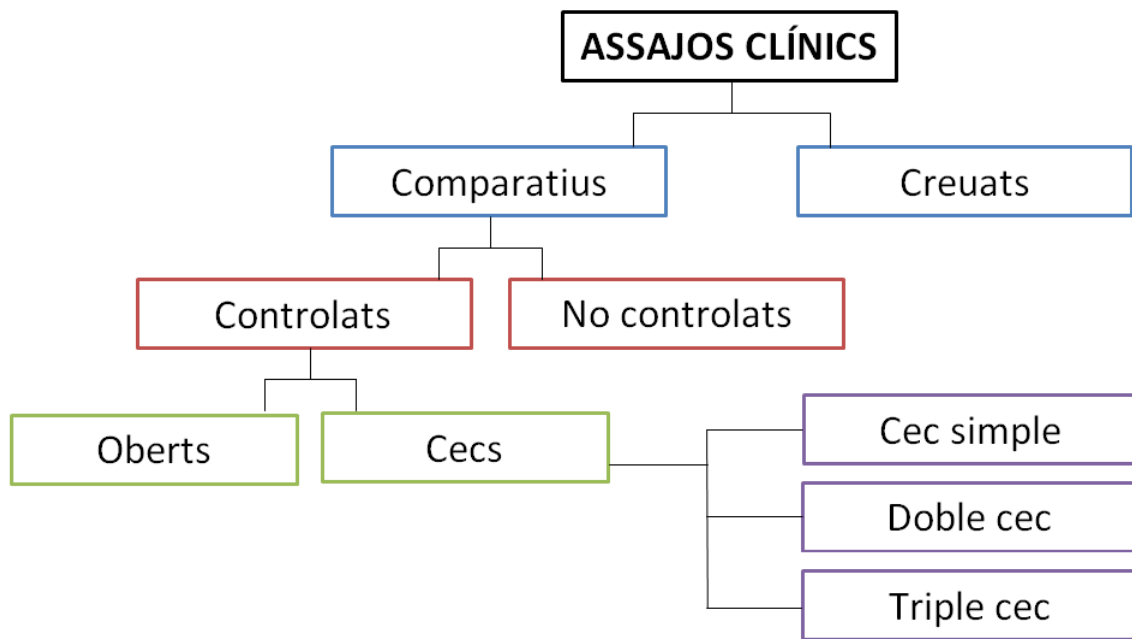 ASSAJOS CLÍNICS
Comparatius
Creuats
Controlats
No controlats
Oberts
Cecs
Cec simple
Doble cec
Triple cec